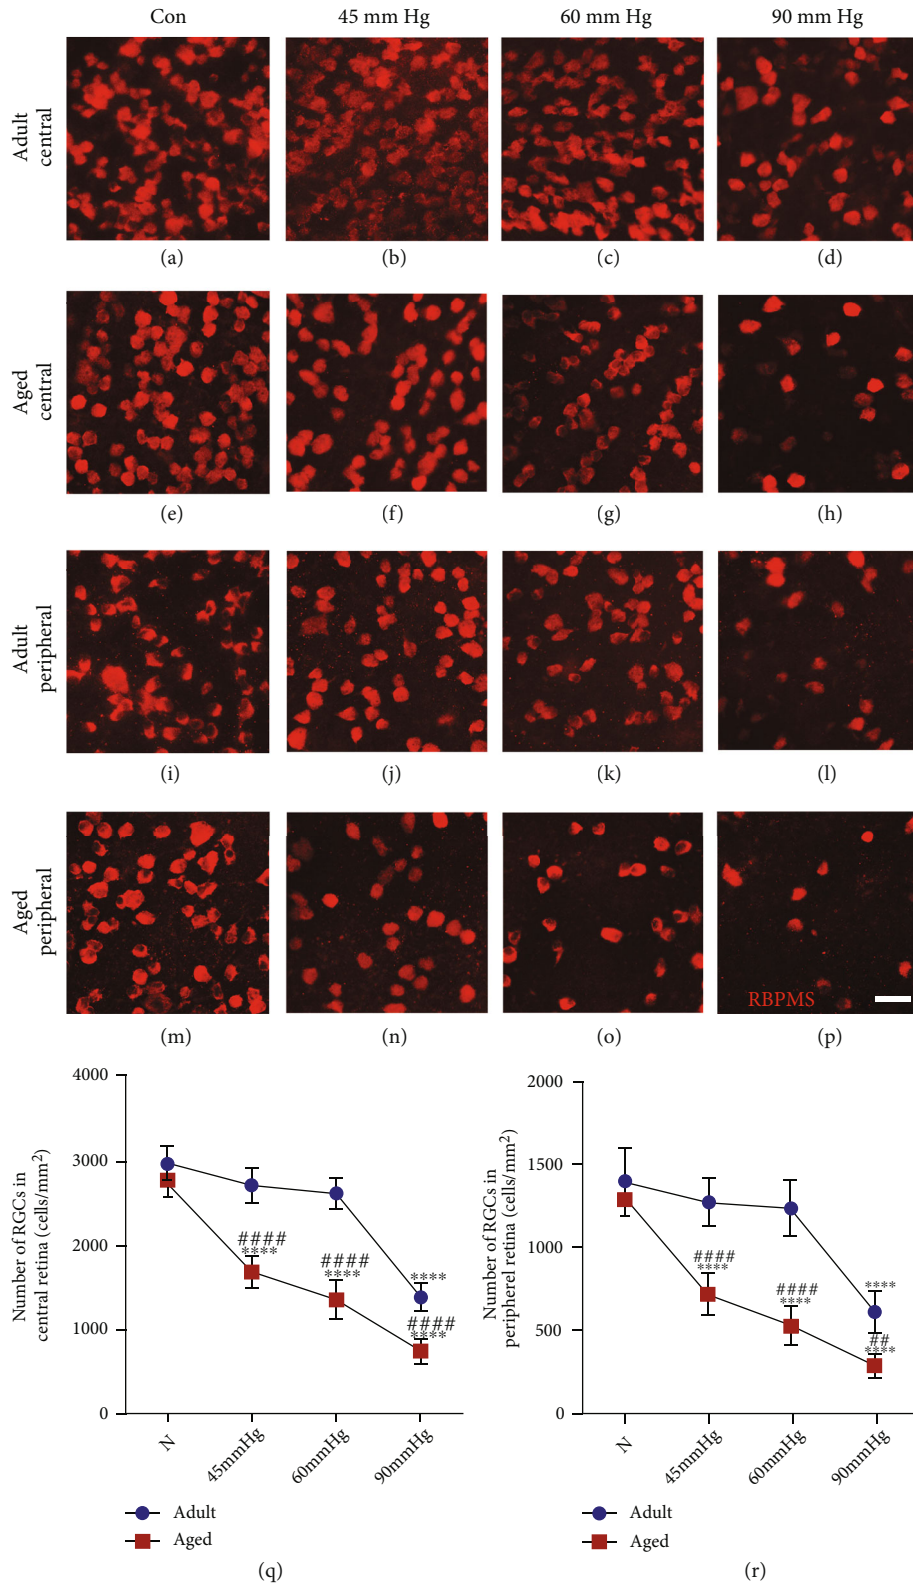 Con 45 mm Hg 60 mm Hg 90 mm Hg
Adult
central
(a) (b) (c) (d)
Aged
central
(e) (f) (g) (h)
Adult
peripheral
(i) (j) (k) (l)
Aged
peripheral
RBPMS
(m) (n) (o) (p)
Number of RGCs in
central retina (cells/mm²)
4000
3000
2000
1000
0
####
****
####
****
****
####
****
N 45mmHg 60mmHg 90mmHg
Adult
Aged
(q)
Number of RGCs in
peripherel retina (cells/mm²)
2000
1500
1000
500
0
####
****
####
****
****
##
****
N 45mmHg 60mmHg 90mmHg
Adult
Aged
(r)